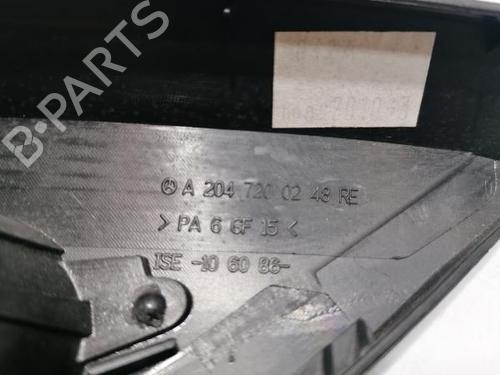 B-PARTS
A 204 720 02 48 RE
> PA 6 GF 15 <
ISE -10 60 86-